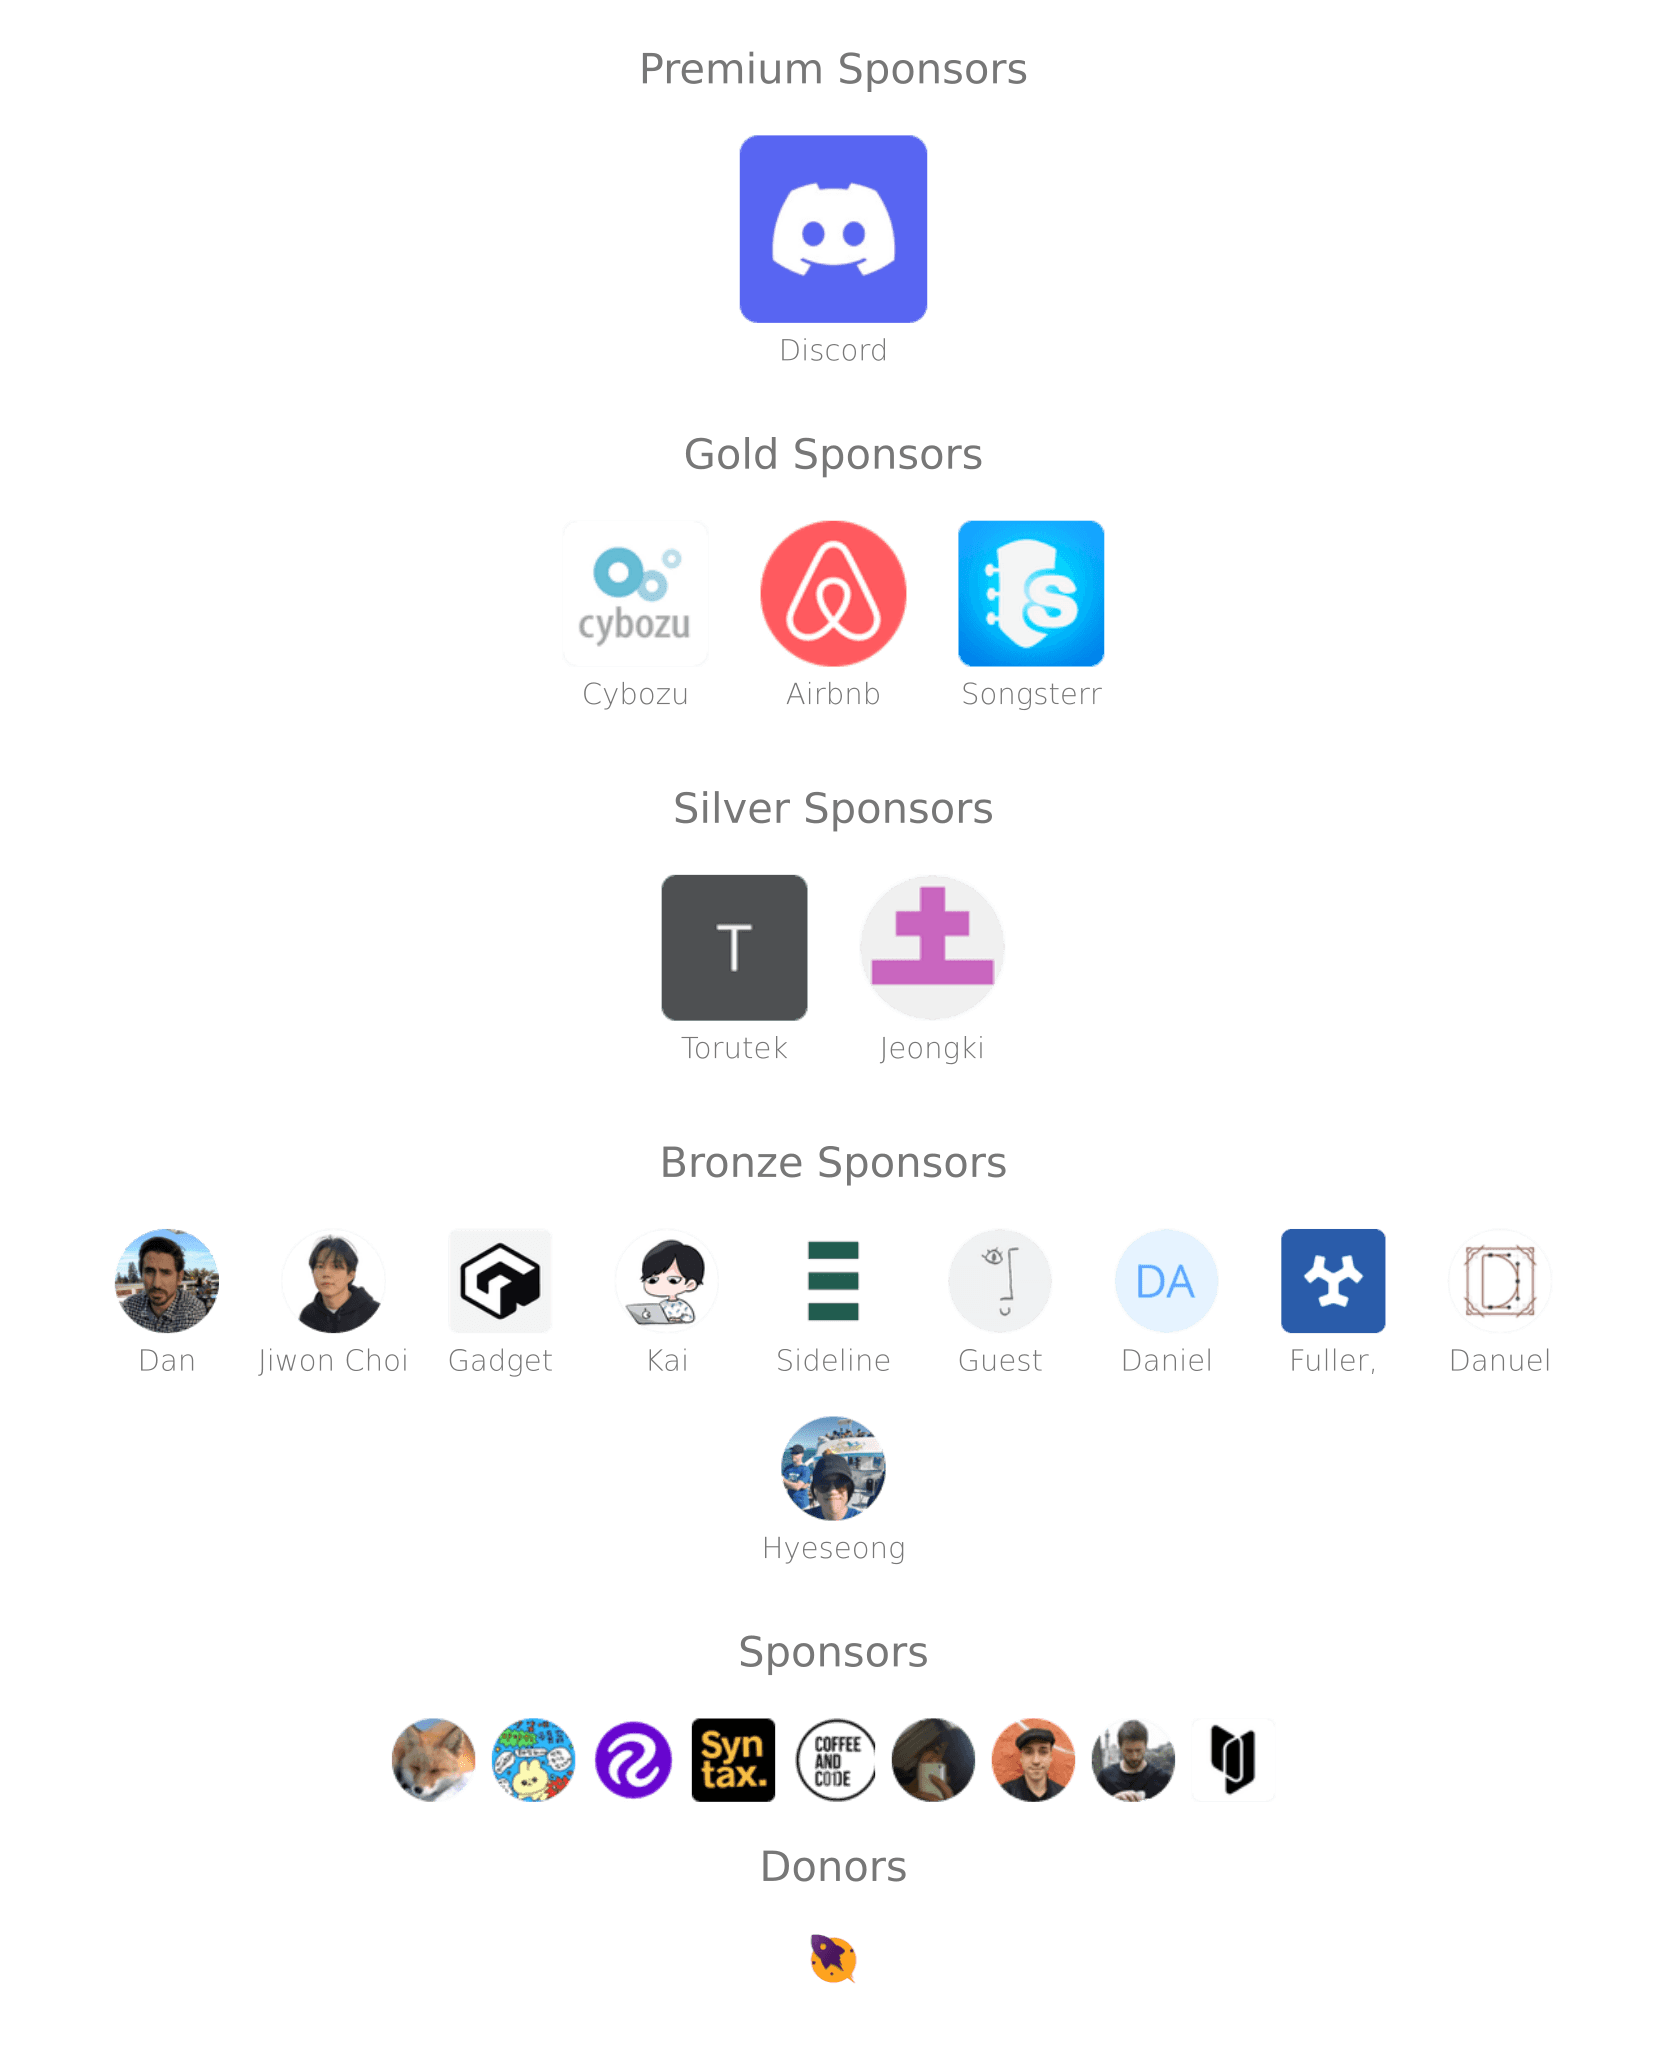 Premium Sponsors
Discord
Gold Sponsors
cybozu
S
Cybozu Airbnb Songsterr
Silver Sponsors
T
Torutek Jeongki
Bronze Sponsors
DA
D
Dan Jiwon Choi Gadget Kai Sideline Guest Daniel Fuller, Danuel
Hyeseong
Sponsors
Syn
tax.
COFFEE
AND
CODE
Donors